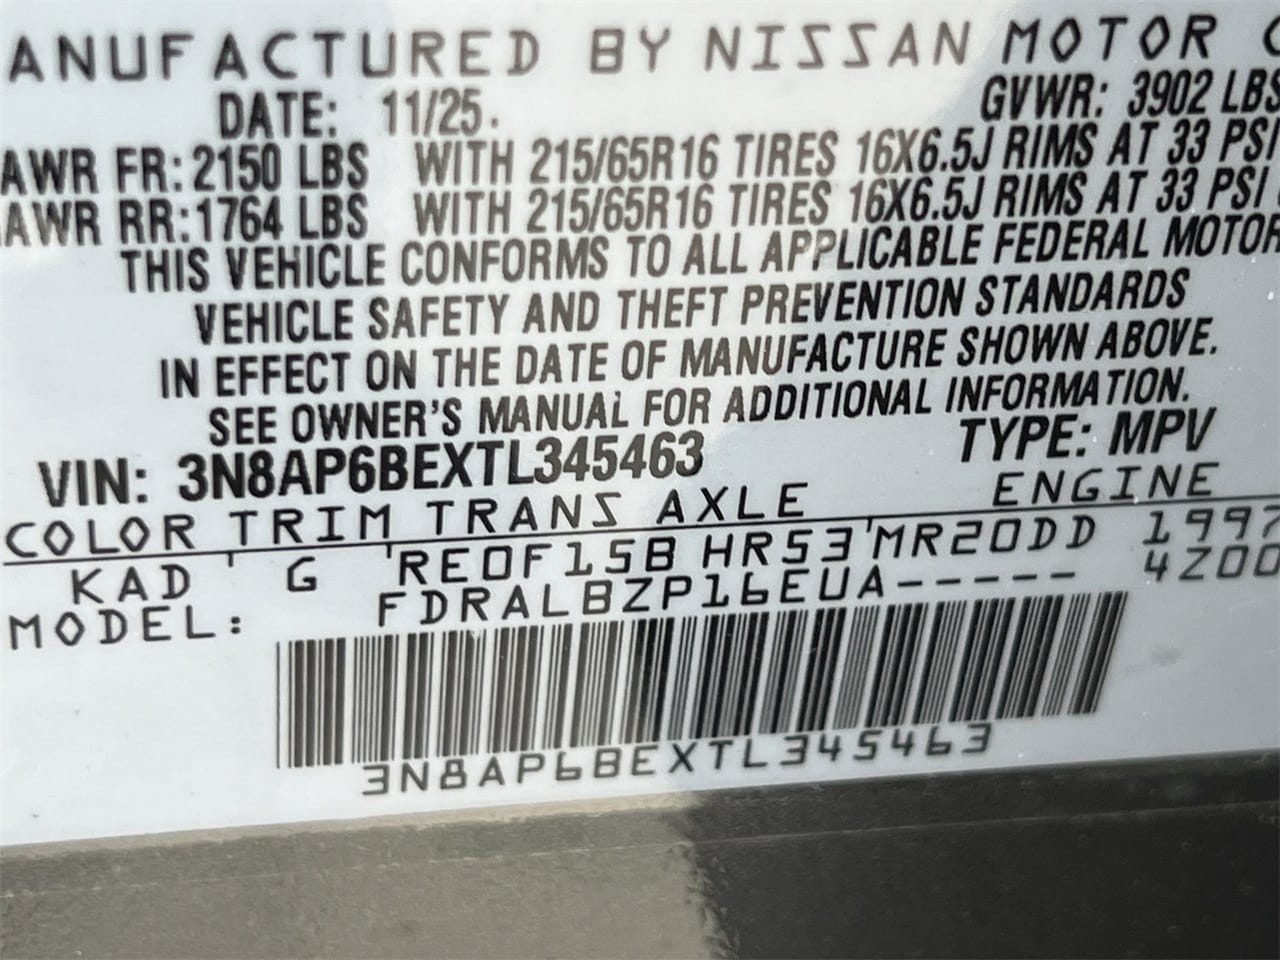 ANUFACTURED BY NISSAN MOTOR C
DATE: 11/25. GVWR: 3902 LBS
AWR FR: 2150 LBS WITH 215/65R16 TIRES 16X6.5J RIMS AT 33 PSI
AWR RR: 1764 LBS WITH 215/65R16 TIRES 16X6.5J RIMS AT 33 PSI
THIS VEHICLE CONFORMS TO ALL APPLICABLE FEDERAL MOTOR
VEHICLE SAFETY AND THEFT PREVENTION STANDARDS
IN EFFECT ON THE DATE OF MANUFACTURE SHOWN ABOVE.
SEE OWNER'S MANUAL FOR ADDITIONAL INFORMATION.
VIN: 3N8AP6BEXTL345463 TYPE: MPV
COLOR TRIM TRANS AXLE ENGINE
KAD G RE0F15B HR53 MR20DD 1997
MODEL: FDRALBZP16EUA----- 4Z00
3N8AP6BEXTL345463